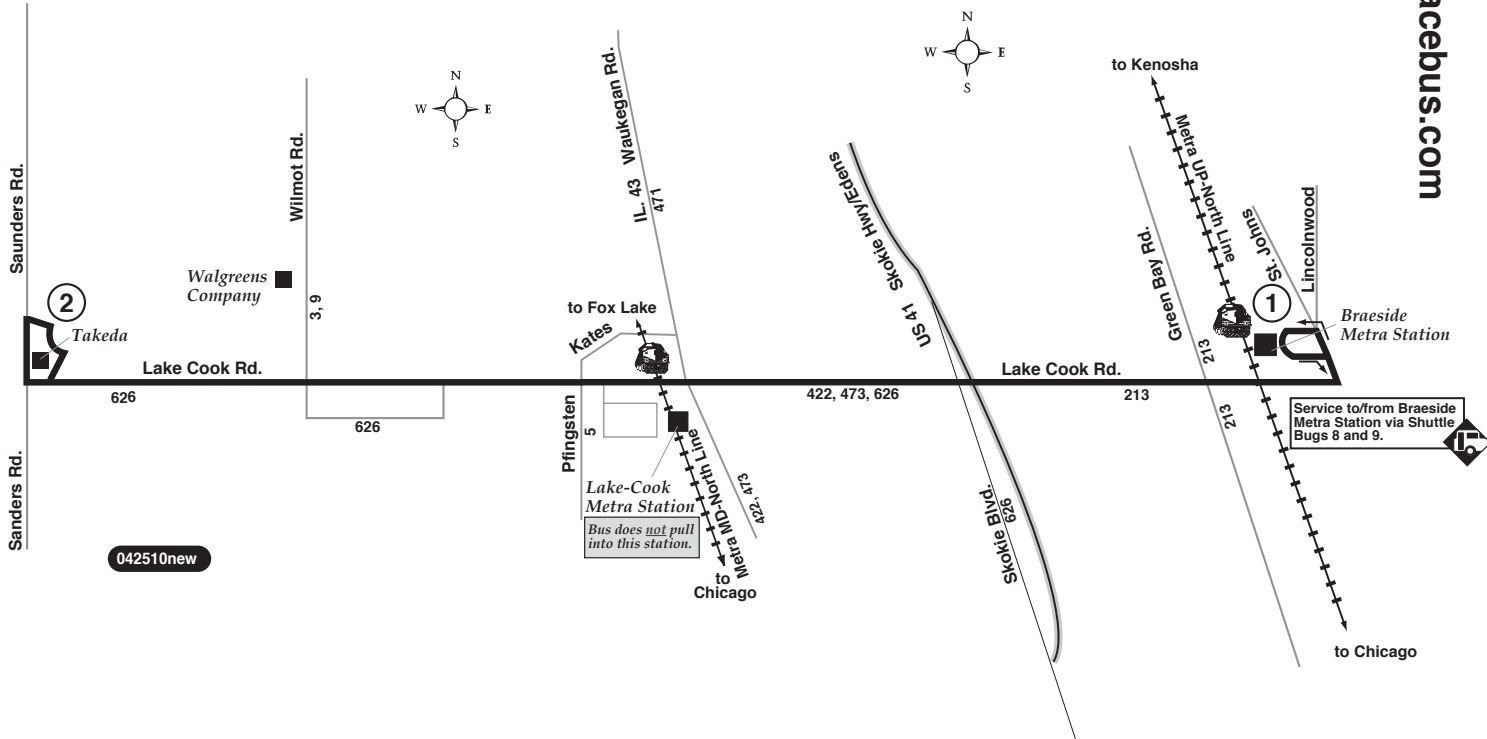 acebus.com
N
W E
S
N
W E
S
to Kenosha
Metra UP-North Line
Saunders Rd.
Wilmot Rd.
IL. 43 Waukegan Rd.
471
US 41 Skokie Hwy/Edens
Green Bay Rd.
St. Johns
Lincolnwood
Walgreens
Company
3, 9
2
Takeda
to Fox Lake
Kates
1
Braeside
Metra Station
213
Lake Cook Rd.
Lake Cook Rd.
626
626
422, 473, 626
213
213
Service to/from Braeside
Metra Station via Shuttle
Bugs 8 and 9.
Pfingsten
5
Lake-Cook
Metra Station
Bus does not pull
into this station.
Metra MD-North Line
422, 473
Skokie Blvd.
626
Sanders Rd.
042510new
to
Chicago
to Chicago